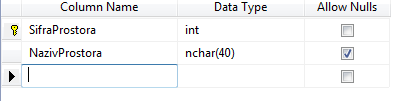 Column Name Data Type Allow Nulls
SifraProstora int
NazivProstora nchar(40)